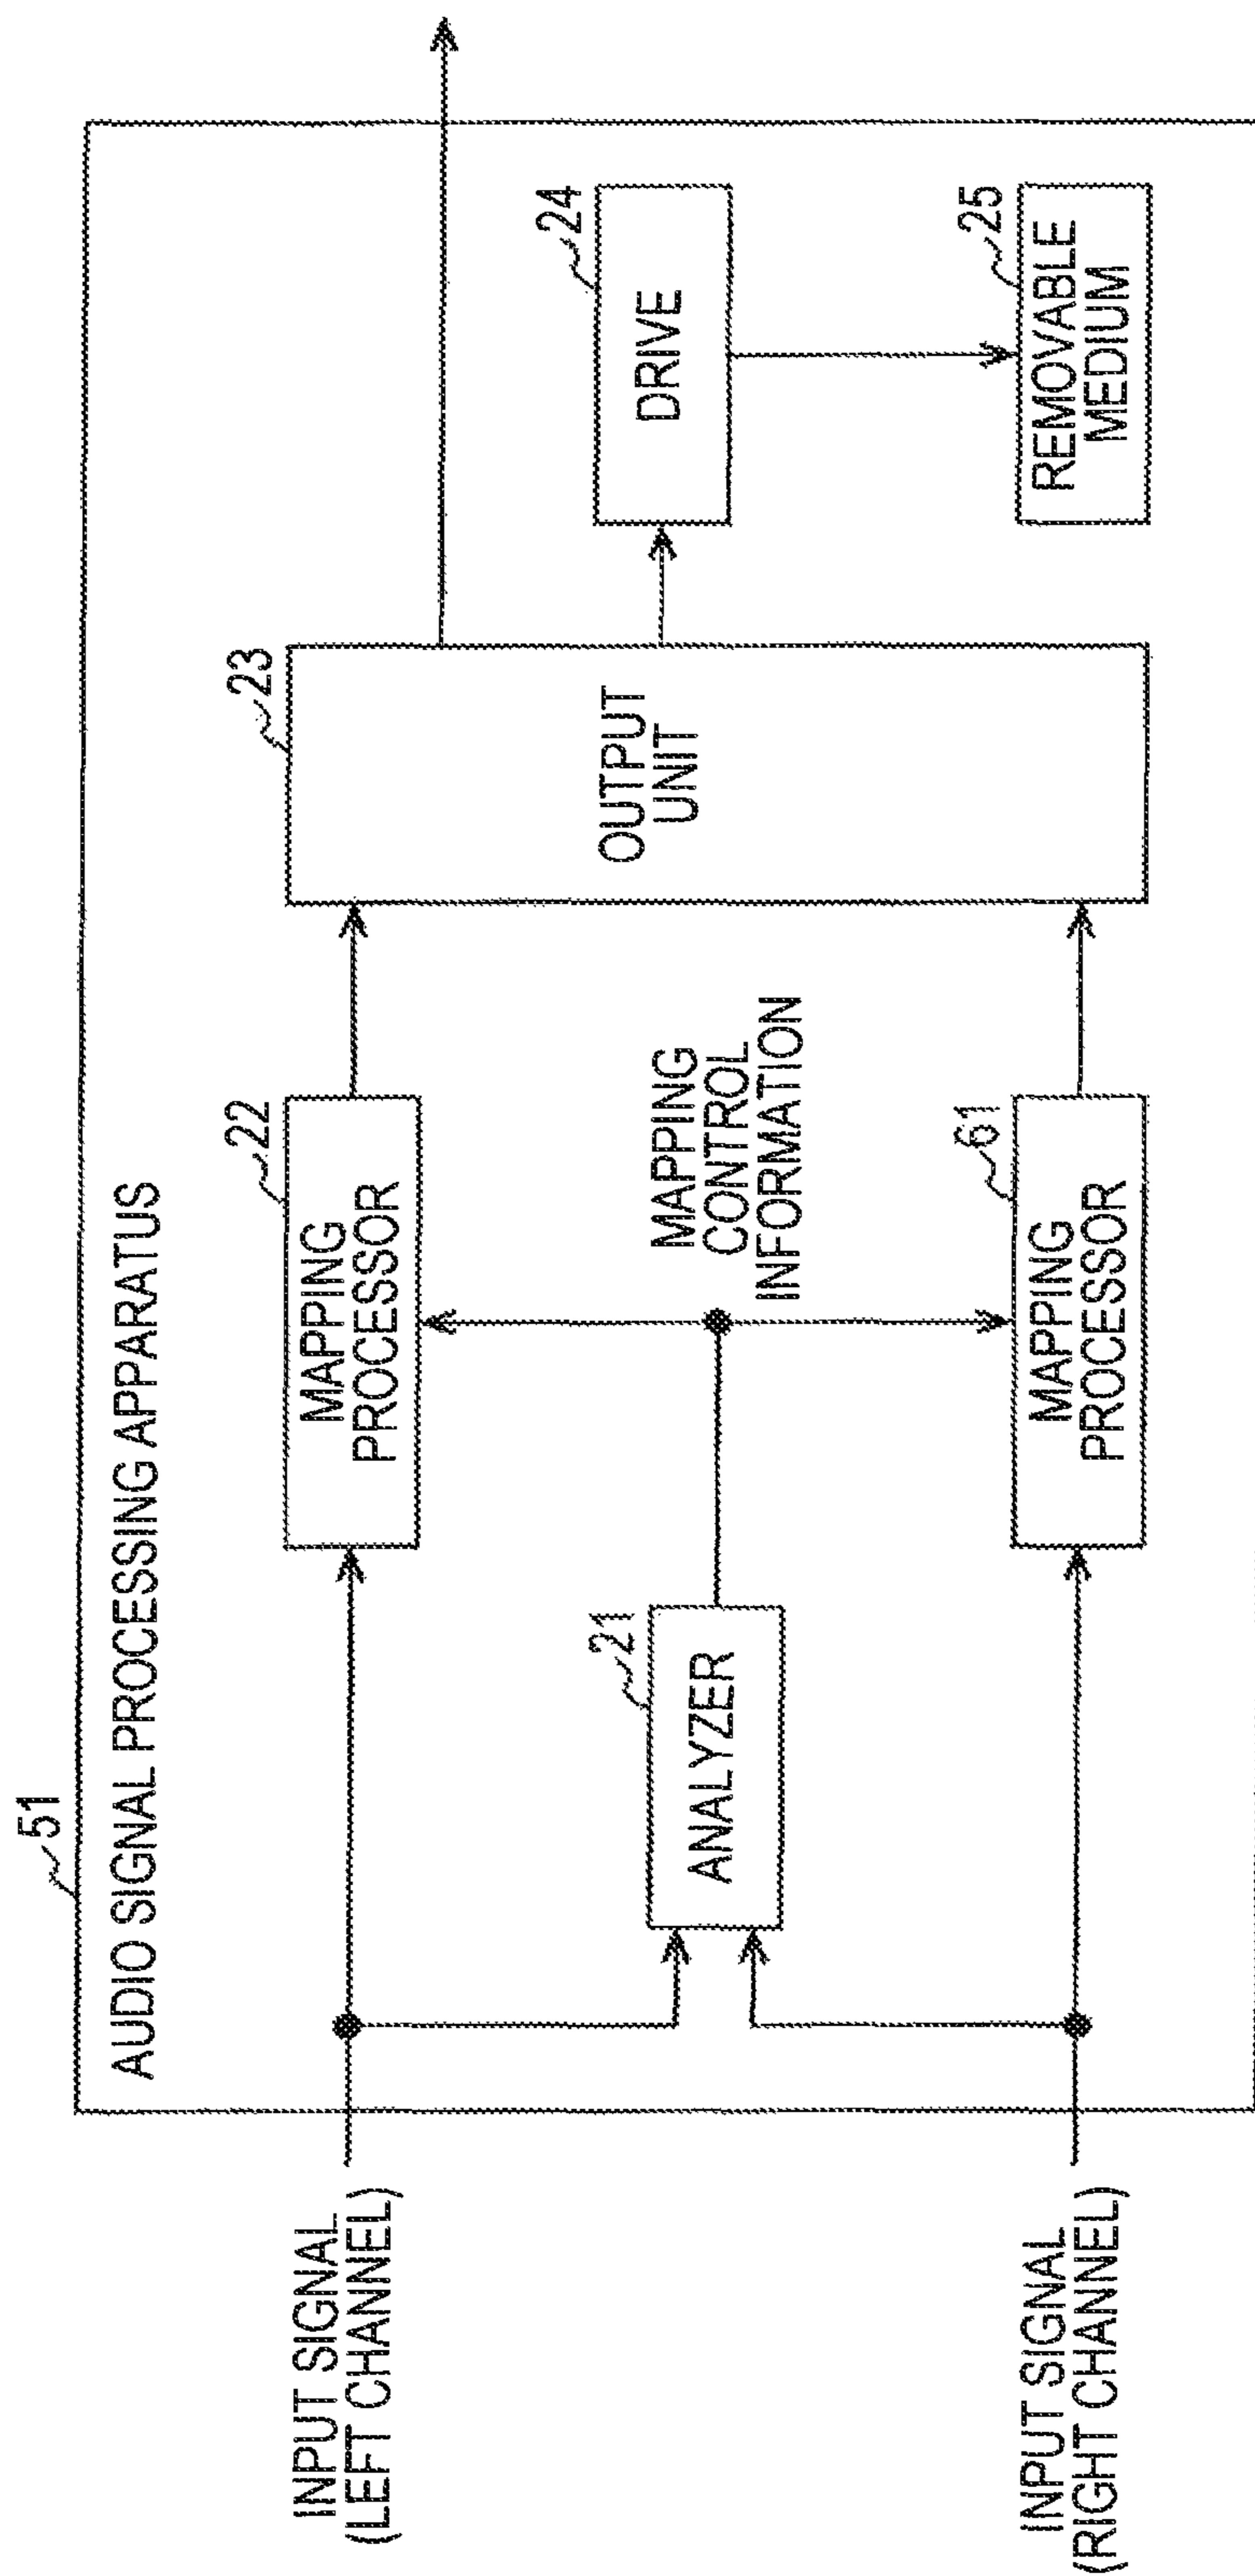 51
AUDIO SIGNAL PROCESSING APPARATUS
INPUT SIGNAL
(LEFT CHANNEL)
22
MAPPING
PROCESSOR
23
OUTPUT
UNIT
21
ANALYZER
MAPPING
CONTROL
INFORMATION
24
DRIVE
INPUT SIGNAL
(RIGHT CHANNEL)
61
MAPPING
PROCESSOR
25
REMOVABLE
MEDIUM